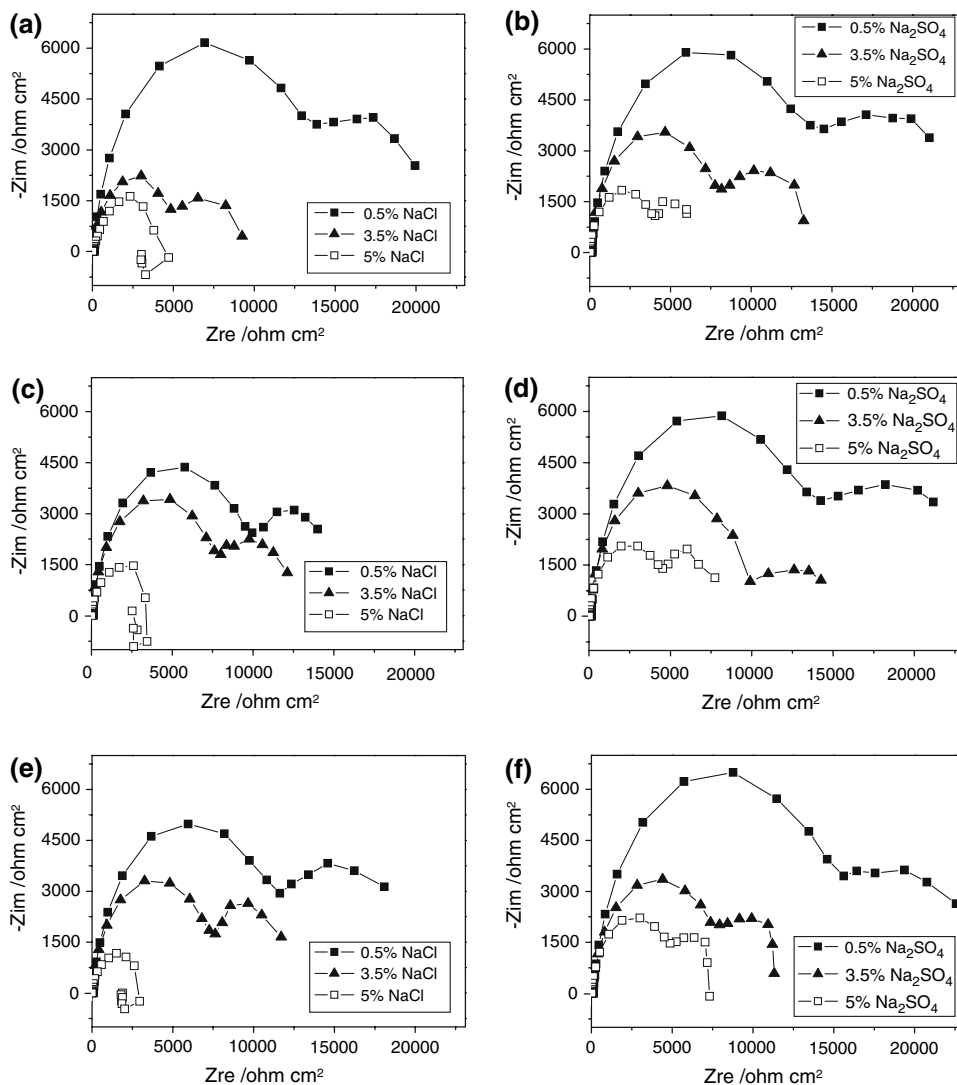 (a)
6000
4500
3000
1500
0
-Zim /ohm cm²
0.5% NaCl
3.5% NaCl
5% NaCl
0 5000 10000 15000 20000
Zre /ohm cm²
(b)
6000
4500
3000
1500
0
-Zim /ohm cm²
0.5% Na₂SO₄
3.5% Na₂SO₄
5% Na₂SO₄
0 5000 10000 15000 20000
Zre /ohm cm²
(c)
6000
4500
3000
1500
0
-Zim /ohm cm²
0.5% NaCl
3.5% NaCl
5% NaCl
0 5000 10000 15000 20000
Zre /ohm cm²
(d)
6000
4500
3000
1500
0
-Zim /ohm cm²
0.5% Na₂SO₄
3.5% Na₂SO₄
5% Na₂SO₄
0 5000 10000 15000 20000
Zre /ohm cm²
(e)
6000
4500
3000
1500
0
-Zim /ohm cm²
0.5% NaCl
3.5% NaCl
5% NaCl
0 5000 10000 15000 20000
Zre /ohm cm²
(f)
6000
4500
3000
1500
0
-Zim /ohm cm²
0.5% Na₂SO₄
3.5% Na₂SO₄
5% Na₂SO₄
0 5000 10000 15000 20000
Zre /ohm cm²